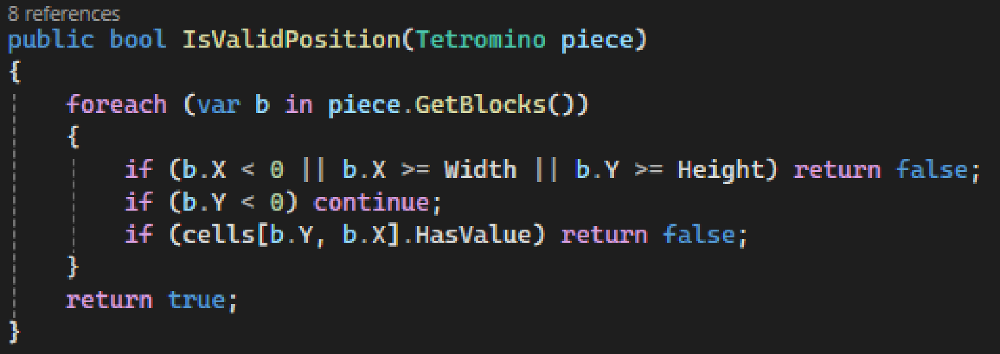 8 references
public bool IsValidPosition(Tetromino piece)
{
    foreach (var b in piece.GetBlocks())
    {
        if (b.X < 0 || b.X >= Width || b.Y >= Height) return false;
        if (b.Y < 0) continue;
        if (cells[b.Y, b.X].HasValue) return false;
    }
    return true;
}